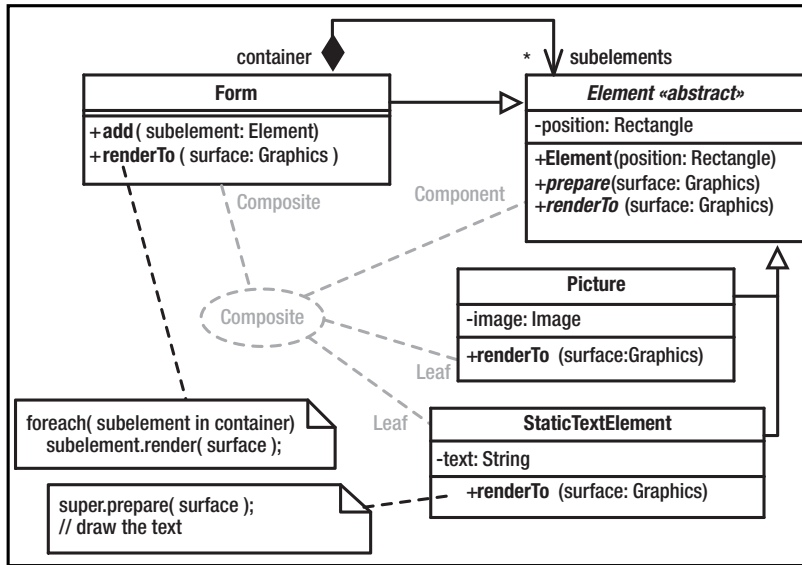 container
* subelements
Form
+add( subelement: Element)
+renderTo ( surface: Graphics )
Element «abstract»
-position: Rectangle
+Element(position: Rectangle)
+prepare(surface: Graphics)
+renderTo (surface: Graphics)
Composite
Component
Composite
Leaf
Leaf
Picture
-image: Image
+renderTo (surface:Graphics)
StaticTextElement
-text: String
+renderTo (surface: Graphics)
foreach( subelement in container)
subelement.render( surface );
super.prepare( surface );
// draw the text